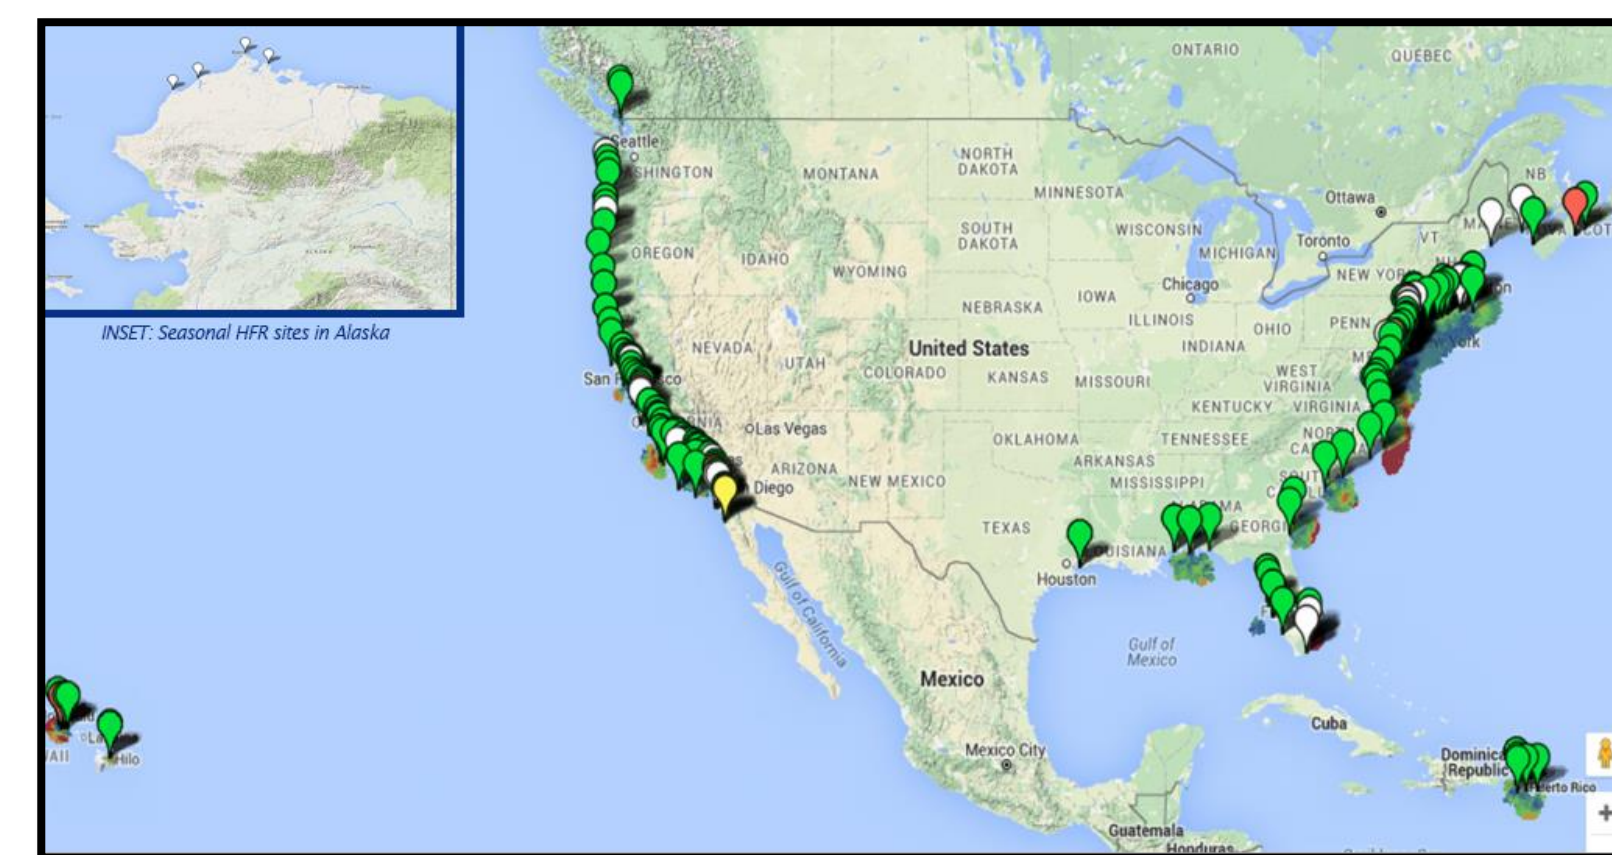 INSET: Seasonal HFR sites in Alaska
ONTARIO
QUÉBEC
Seattle
MONTANA
NORTH
DAKOTA
MINNESOTA
Ottawa
NB
OREGON
IDAHO
WYOMING
SOUTH
DAKOTA
WISCONSIN
MICHIGAN
Toronto
VT
NEW YORK
Chicago
NEBRASKA
IOWA
ILLINOIS
OHIO
PENN
INDIANA
NEVADA
UTAH
United States
COLORADO
KANSAS
MISSOURI
WEST
VIRGINIA
KENTUCKY
VIRGINIA
Las Vegas
OKLAHOMA
TENNESSEE
ARKANSAS
ARIZONA
NEW MEXICO
MISSISSIPPI
Diego
TEXAS
Houston
Gulf of California
Gulf of
Mexico
Mexico
Cuba
Mexico City
Hilo
Dominica
Republic
Guatemala
Honduras
+